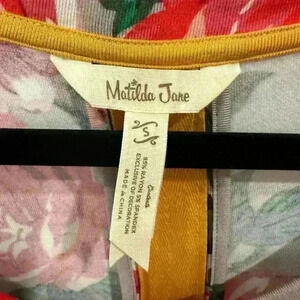 Matilda Jane
S
95% RAYON 5% SPANDEX
EXCLUSIVE OF DECORATION
MADE IN CHINA